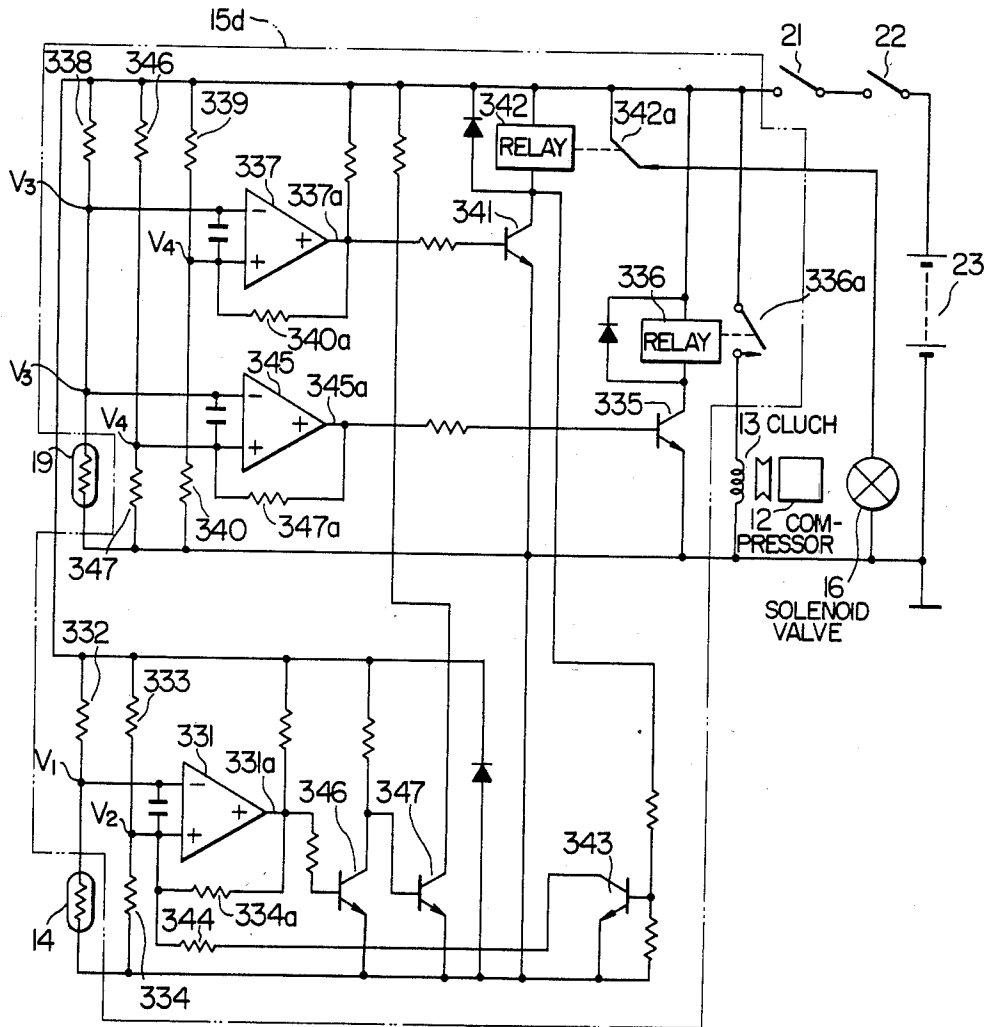 15d
21
22
338
346
339
342
RELAY
342a
V3
337
337a
341
V4
23
336
336a
RELAY
340a
V3
345
345a
335
V4
13 CLUCH
19
347a
340
12 COM-
PRESSOR
347
16
SOLENOID
VALVE
332
333
331
331a
V1
346
347
V2
343
334a
14
344
334